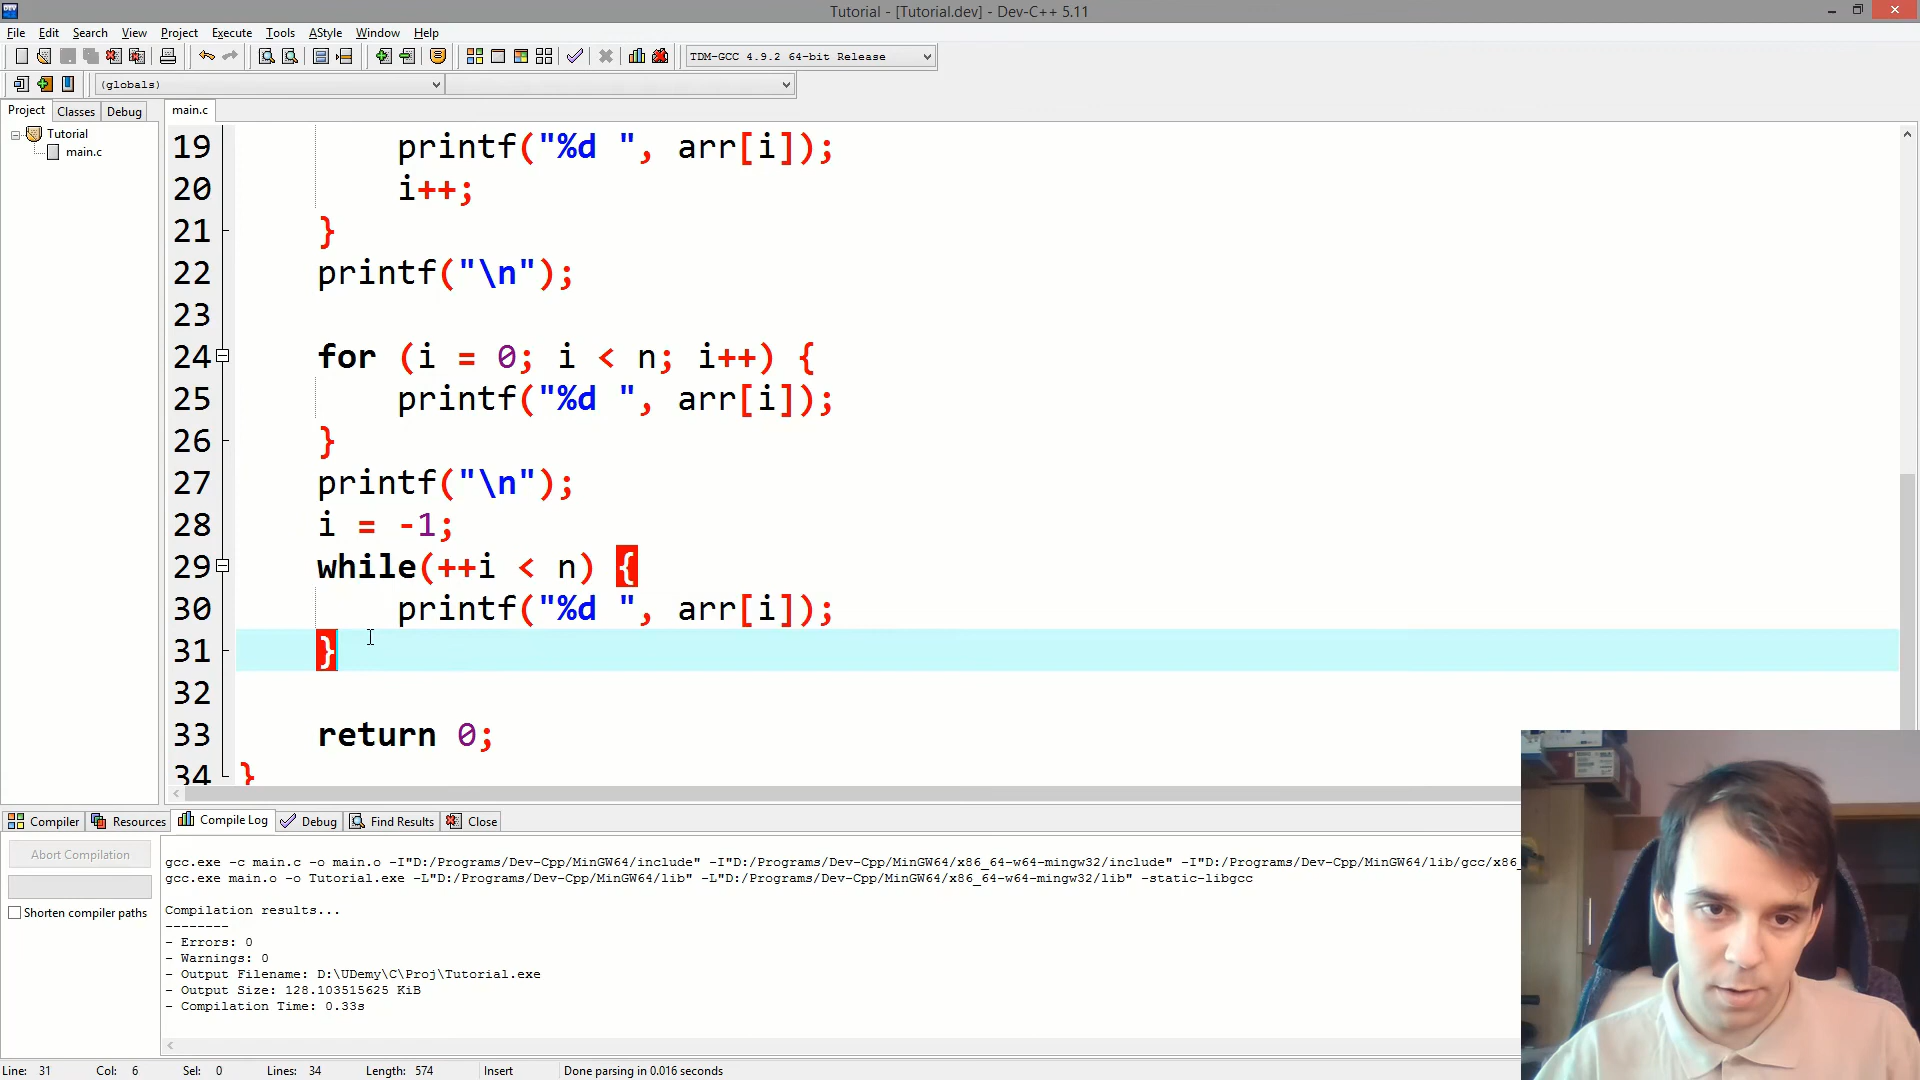 Tutorial - [Tutorial.dev] - Dev-C++ 5.11
File Edit Search View Project Execute Tools AStyle Window Help
TDM-GCC 4.9.2 64-bit Release
(globals)
Project Classes Debug
main.c
Tutorial
main.c
19 printf("%d ", arr[i]);
20 i++;
21 }
22 printf("\n");
23
24 for (i = 0; i < n; i++) {
25 printf("%d ", arr[i]);
26 }
27 printf("\n");
28 i = -1;
29 while(++i < n) {
30 printf("%d ", arr[i]);
31 }
32
33 return 0;
34 }
Compiler Resources Compile Log Debug Find Results Close
Abort Compilation
Shorten compiler paths
gcc.exe -c main.c -o main.o -I"D:/Programs/Dev-Cpp/MinGW64/include" -I"D:/Programs/Dev-Cpp/MinGW64/x86_64-w64-mingw32/include" -I"D:/Programs/Dev-Cpp/MinGW64/lib/gcc/x86_
gcc.exe main.o -o Tutorial.exe -L"D:/Programs/Dev-Cpp/MinGW64/lib" -L"D:/Programs/Dev-Cpp/MinGW64/x86_64-w64-mingw32/lib" -static-libgcc
Compilation results...
--------
- Errors: 0
- Warnings: 0
- Output Filename: D:\UDemy\C\Proj\Tutorial.exe
- Output Size: 128.103515625 KiB
- Compilation Time: 0.33s
Line: 31 Col: 6 Sel: 0 Lines: 34 Length: 574 Insert Done parsing in 0.016 seconds